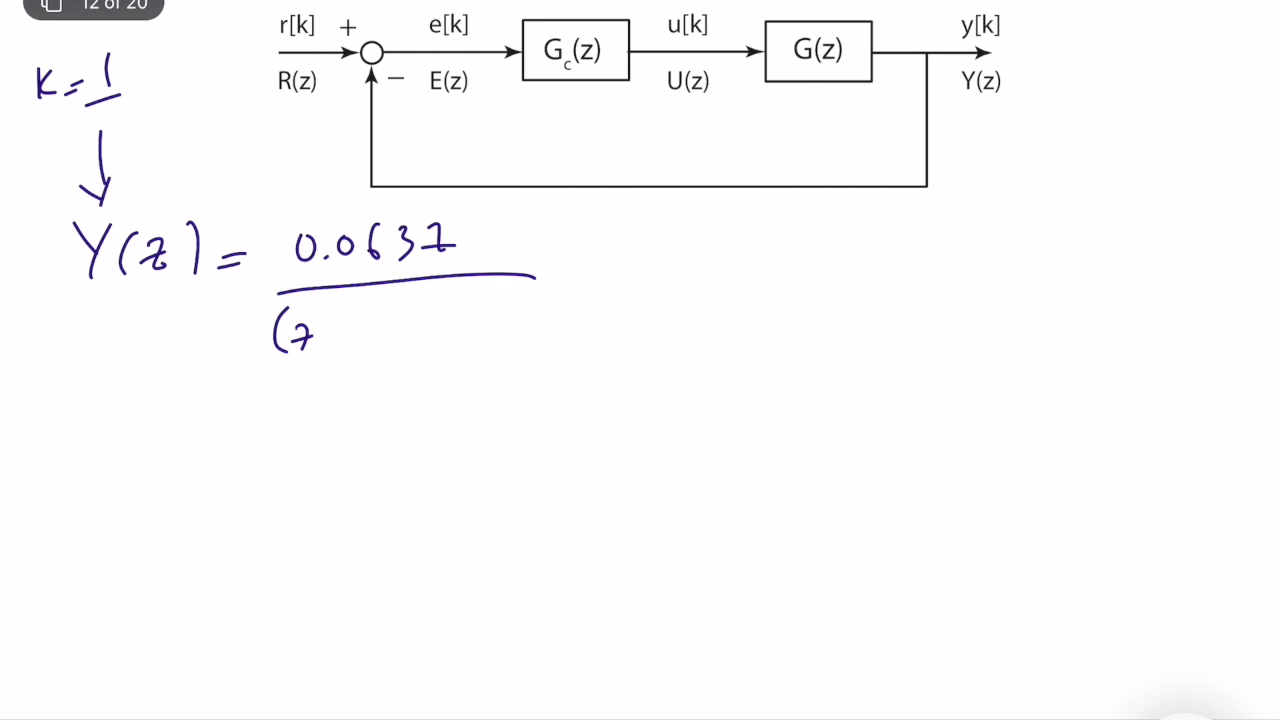 12 of 20
r[k] + e[k] u[k] y[k]
G_c(z) G(z)
R(z) − E(z) U(z) Y(z)
K = 1
Y(z) = 0.0637
(z